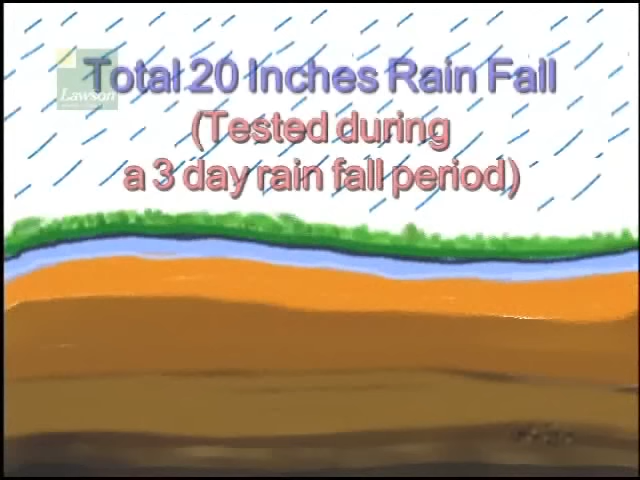 Total 20 Inches Rain Fall
Lawson
(Tested during
a 3 day rain fall period)